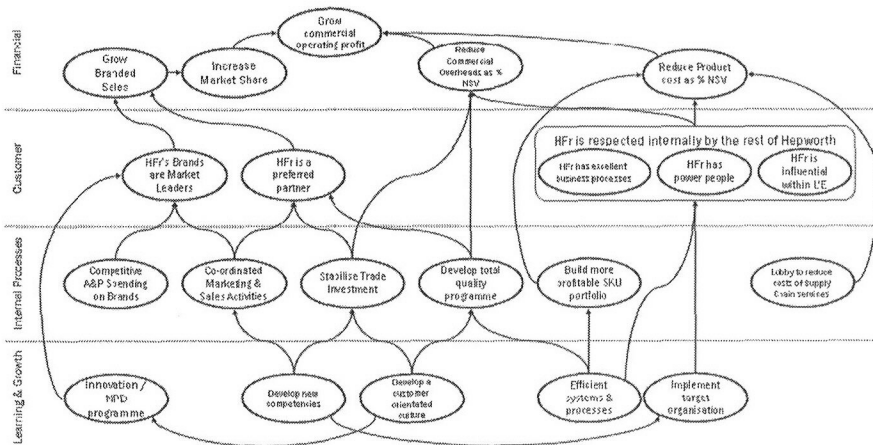 Financial
Grow
commercial
operating profit
Grow
Branded
Sales
Increase
Market Share
Reduce
Commercial
Overheads as %
NSV
Reduce Product
cost as % NSV
Customer
HFr's Brands
are Market
Leaders
HFr is a
preferred
partner
HFr is respected internally by the rest of Hepworth
HFr has excellent
business processes
HFr has
power people
HFr is
influential
within
Internal Processes
Competitive
A&P Spending
on Brands
Co-ordinated
Marketing &
Sales Activities
Stabilise Trade
Investment
Develop total
quality
programme
Build more
profitable SKU
portfolio
Lobby to reduce
costs of supply
Chain services
Learning & Growth
Innovation /
NPD
programme
Develop new
competencies
Develop a
customer
orientated
culture
Efficient
systems &
processes
Implement
target
organisation